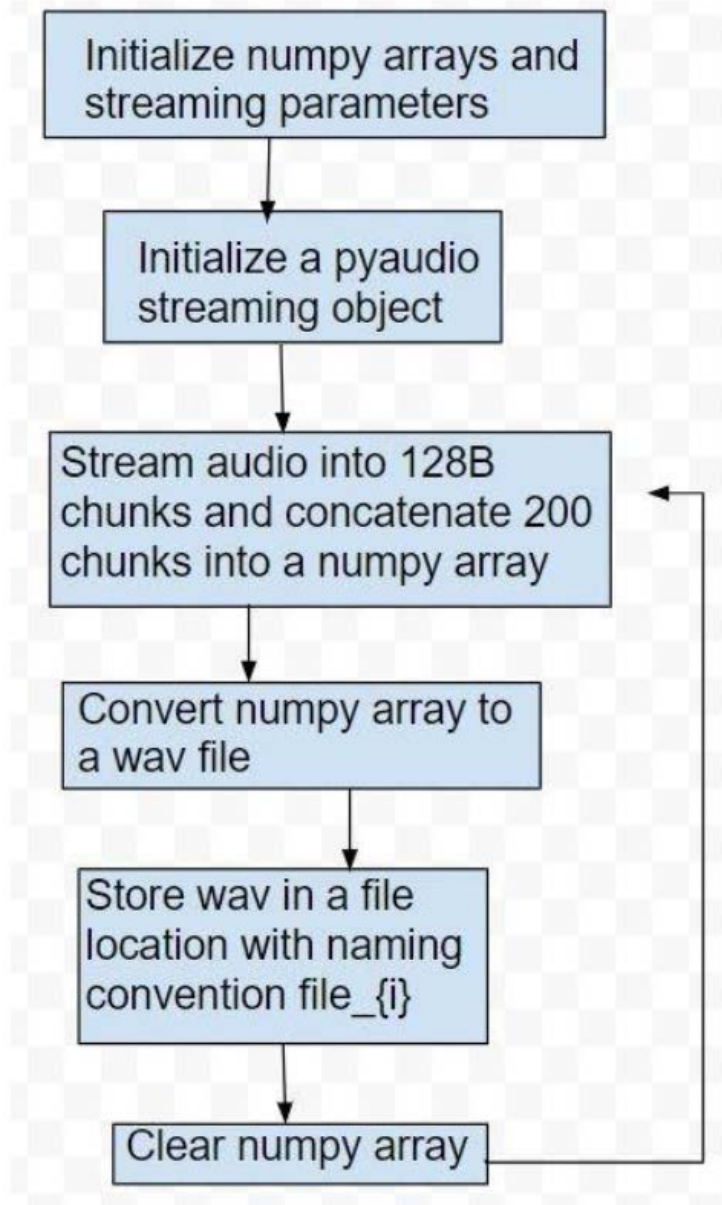 Initialize numpy arrays and
streaming parameters
Initialize a pyaudio
streaming object
Stream audio into 128B
chunks and concatenate 200
chunks into a numpy array
Convert numpy array to
a wav file
Store wav in a file
location with naming
convention file_{i}
Clear numpy array